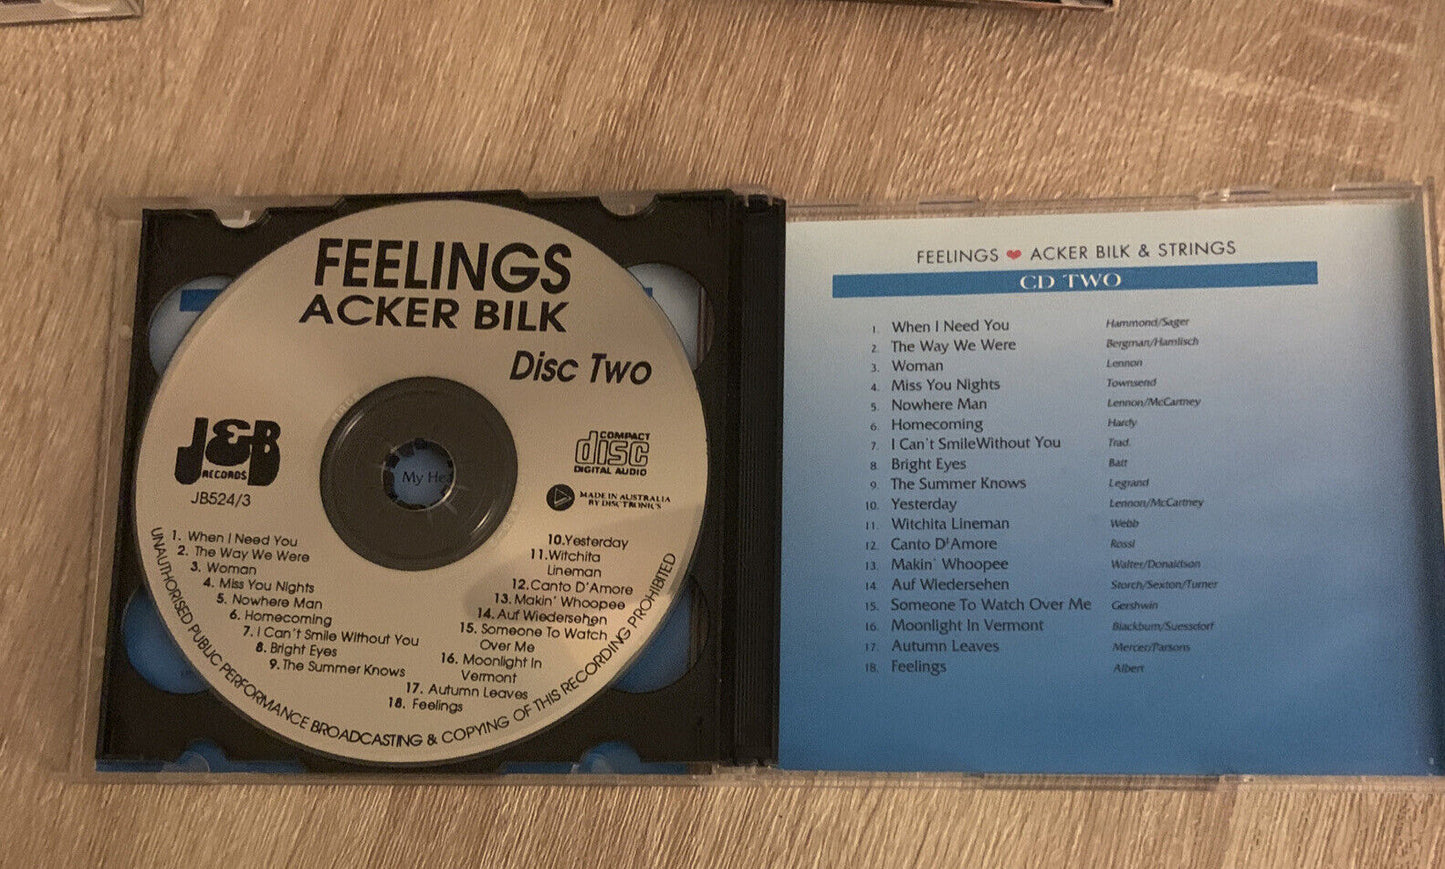 FEELINGS
ACKER BILK
Disc Two
J&B
RECORDS
JB524/3
COMPACT
disc
DIGITAL AUDIO
MADE IN AUSTRALIA
BY DISCTRONICS
My Hea
1. When I Need You
2. The Way We Were
3. Woman
4. Miss You Nights
5. Nowhere Man
6. Homecoming
7. I Can't Smile Without You
8. Bright Eyes
9. The Summer Knows
10. Yesterday
11. Witchita
Lineman
12. Canto D'Amore
13. Makin' Whoopee
14. Auf Wiedersehen
15. Someone To Watch
Over Me
16. Moonlight In
Vermont
17. Autumn Leaves
18. Feelings
UNAUTHORISED PUBLIC PERFORMANCE BROADCASTING & COPYING OF THIS RECORDING PROHIBITED
FEELINGS ❤ ACKER BILK & STRINGS
CD TWO
1. When I Need You Hammond/Sager
2. The Way We Were Bergman/Hamlisch
3. Woman Lennon
4. Miss You Nights Townsend
5. Nowhere Man Lennon/McCartney
6. Homecoming Hardy
7. I Can't SmileWithout You Trad.
8. Bright Eyes Batt
9. The Summer Knows Legrand
10. Yesterday Lennon/McCartney
11. Witchita Lineman Webb
12. Canto D'Amore Rossi
13. Makin' Whoopee Walter/Donaldson
14. Auf Wiedersehen Storch/Sexton/Turner
15. Someone To Watch Over Me Gershwin
16. Moonlight In Vermont Blackburn/Suessdorf
17. Autumn Leaves Mercer/Parsons
18. Feelings Albert